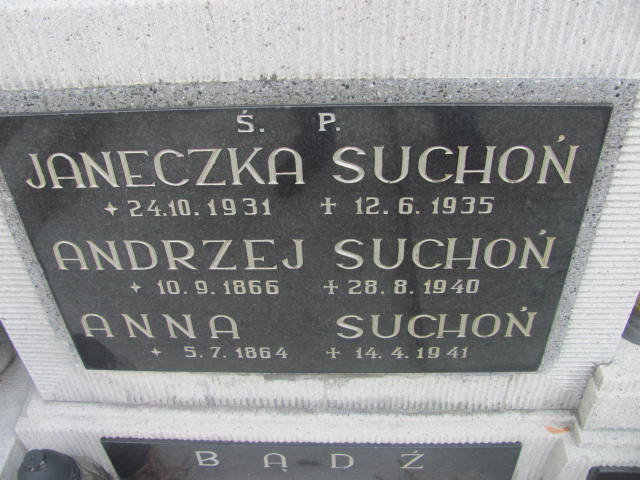 Ś. P.
JANECZKA SUCHOŃ
✦ 24.10.1931 ✝ 12.6.1935
ANDRZEJ SUCHOŃ
✦ 10.9.1866 ✝ 28.8.1940
ANNA SUCHOŃ
✦ 5.7.1864 ✝ 14.4.1941
BĄDŹ